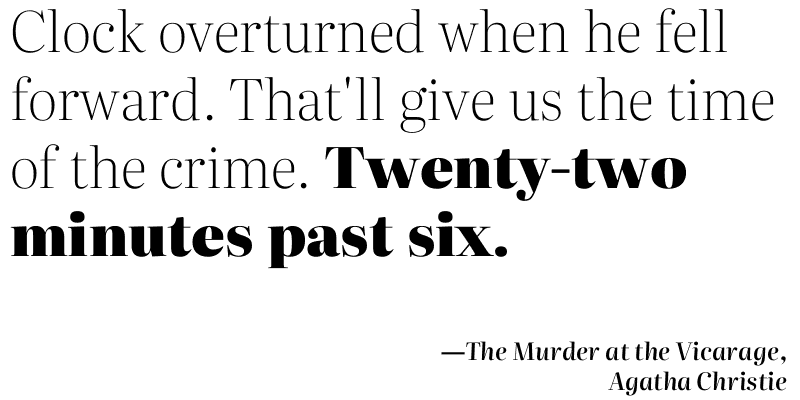 Clock overturned when he fell
forward. That'll give us the time
of the crime. Twenty-two
minutes past six.
—The Murder at the Vicarage,
Agatha Christie